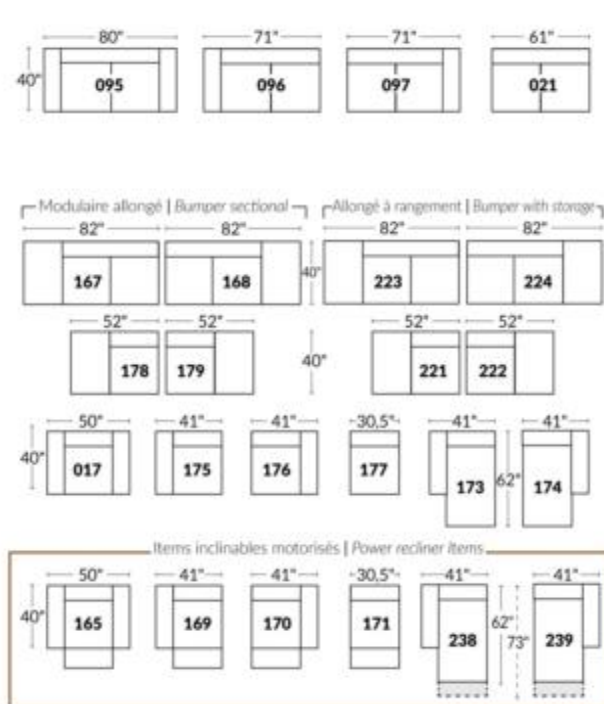 80" 71" 71" 61"
40" 095 096 097 021
Modulaire allongé | Bumper sectional Allongé à rangement | Bumper with storage
82" 82" 82" 82"
167 168 40" 223 224
52" 52" 52" 52"
178 179 40" 221 222
50" 41" 41" 30,5" 41" 41"
40" 017 175 176 177 173 62" 174
Items inclinables motorisés | Power recliner items
50" 41" 41" 30,5" 41" 41"
40" 165 169 170 171 238 62" 73" 239